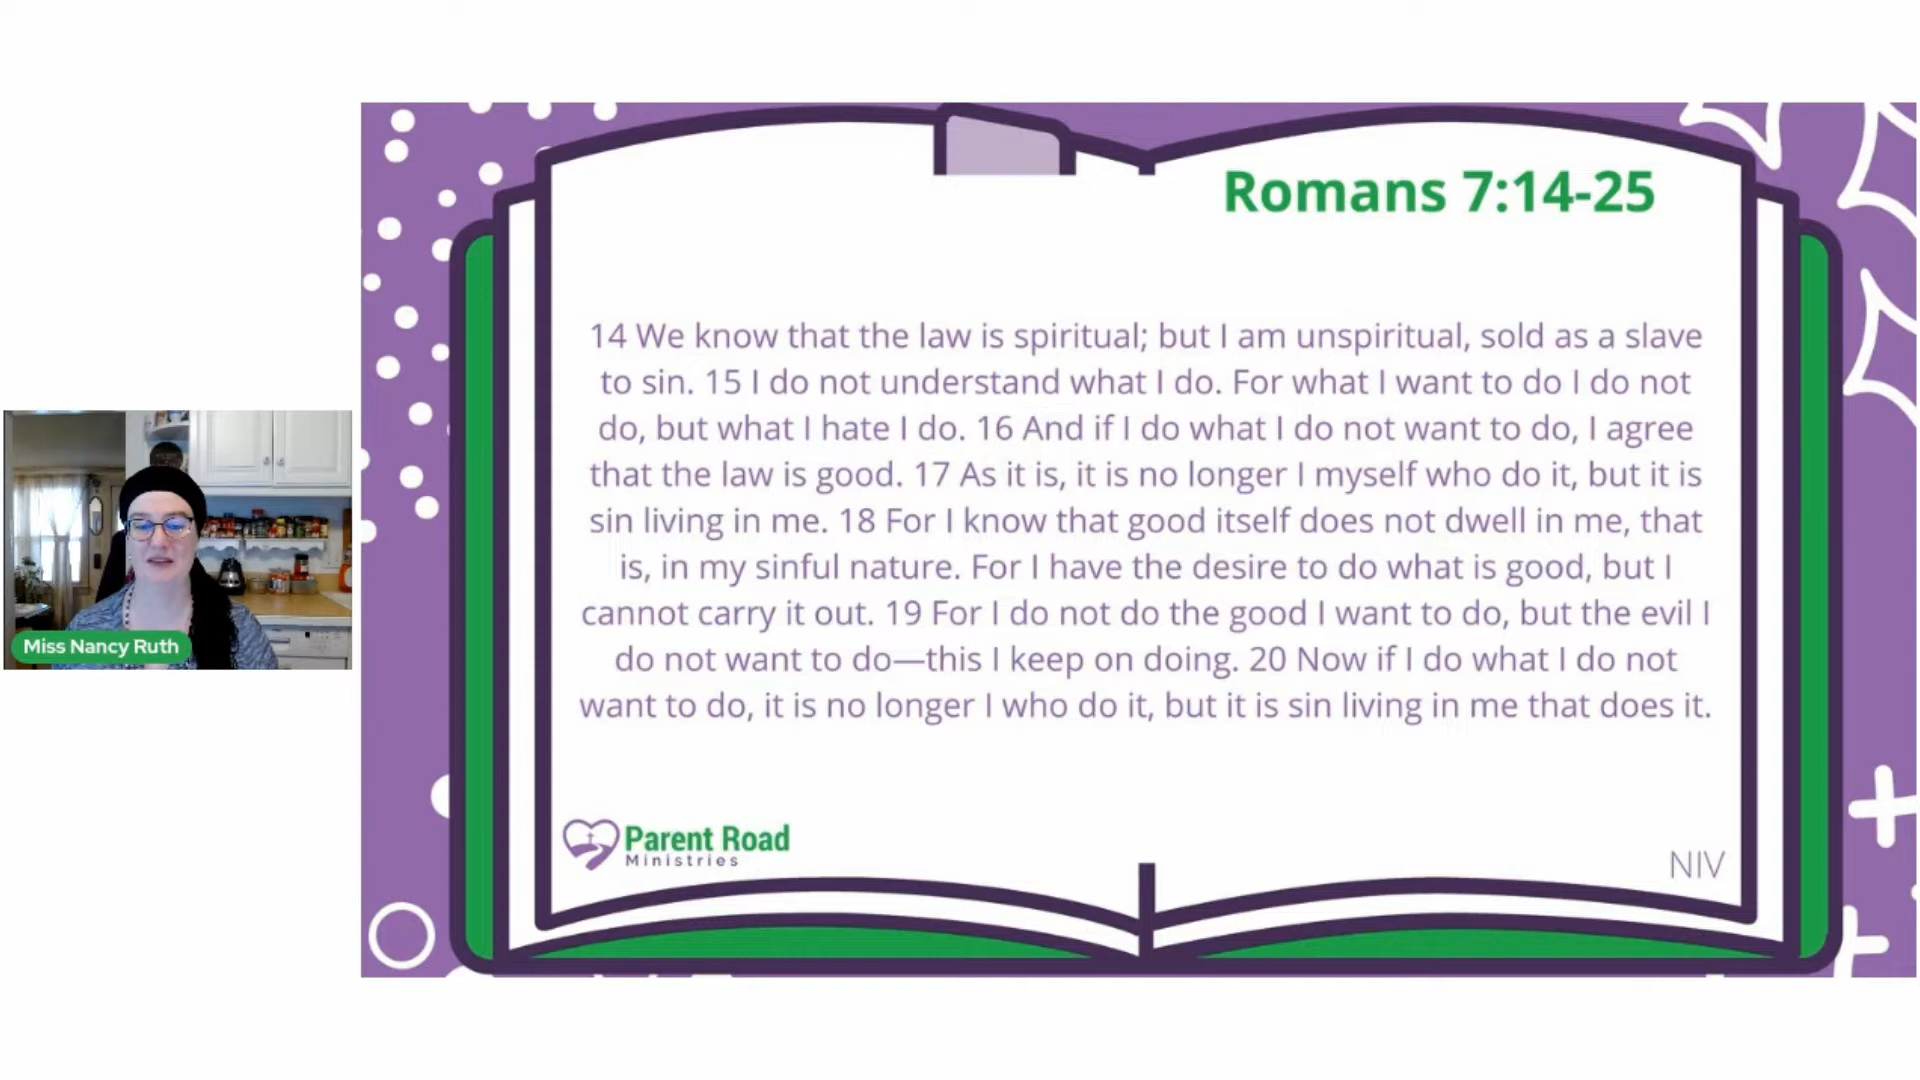 Romans 7:14-25
14 We know that the law is spiritual; but I am unspiritual, sold as a slave
to sin. 15 I do not understand what I do. For what I want to do I do not
do, but what I hate I do. 16 And if I do what I do not want to do, I agree
that the law is good. 17 As it is, it is no longer I myself who do it, but it is
sin living in me. 18 For I know that good itself does not dwell in me, that
is, in my sinful nature. For I have the desire to do what is good, but I
cannot carry it out. 19 For I do not do the good I want to do, but the evil I
do not want to do—this I keep on doing. 20 Now if I do what I do not
want to do, it is no longer I who do it, but it is sin living in me that does it.
Miss Nancy Ruth
Parent Road
Ministries
NIV